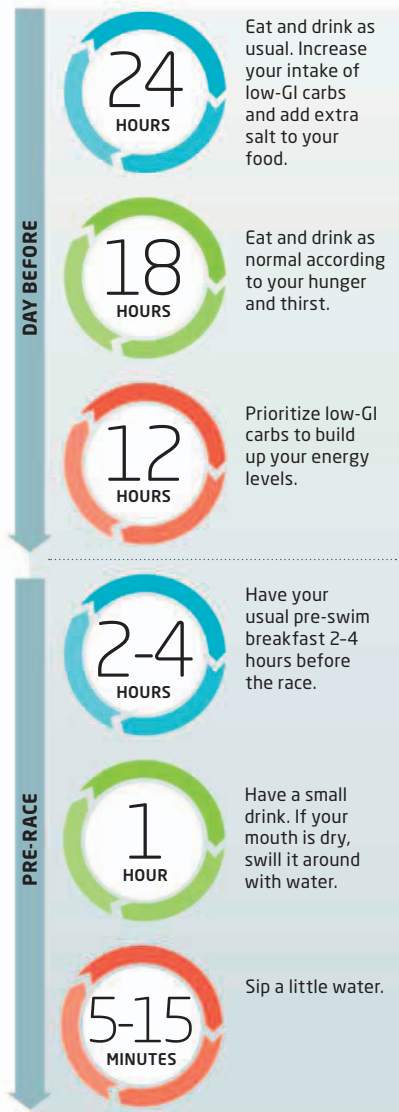 DAY BEFORE
24
HOURS
Eat and drink as
usual. Increase
your intake of
low-GI carbs
and add extra
salt to your
food.
18
HOURS
Eat and drink as
normal according
to your hunger
and thirst.
12
HOURS
Prioritize low-GI
carbs to build
up your energy
levels.
PRE-RACE
2-4
HOURS
Have your
usual pre-swim
breakfast 2-4
hours before
the race.
1
HOUR
Have a small
drink. If your
mouth is dry,
swill it around
with water.
5-15
MINUTES
Sip a little water.